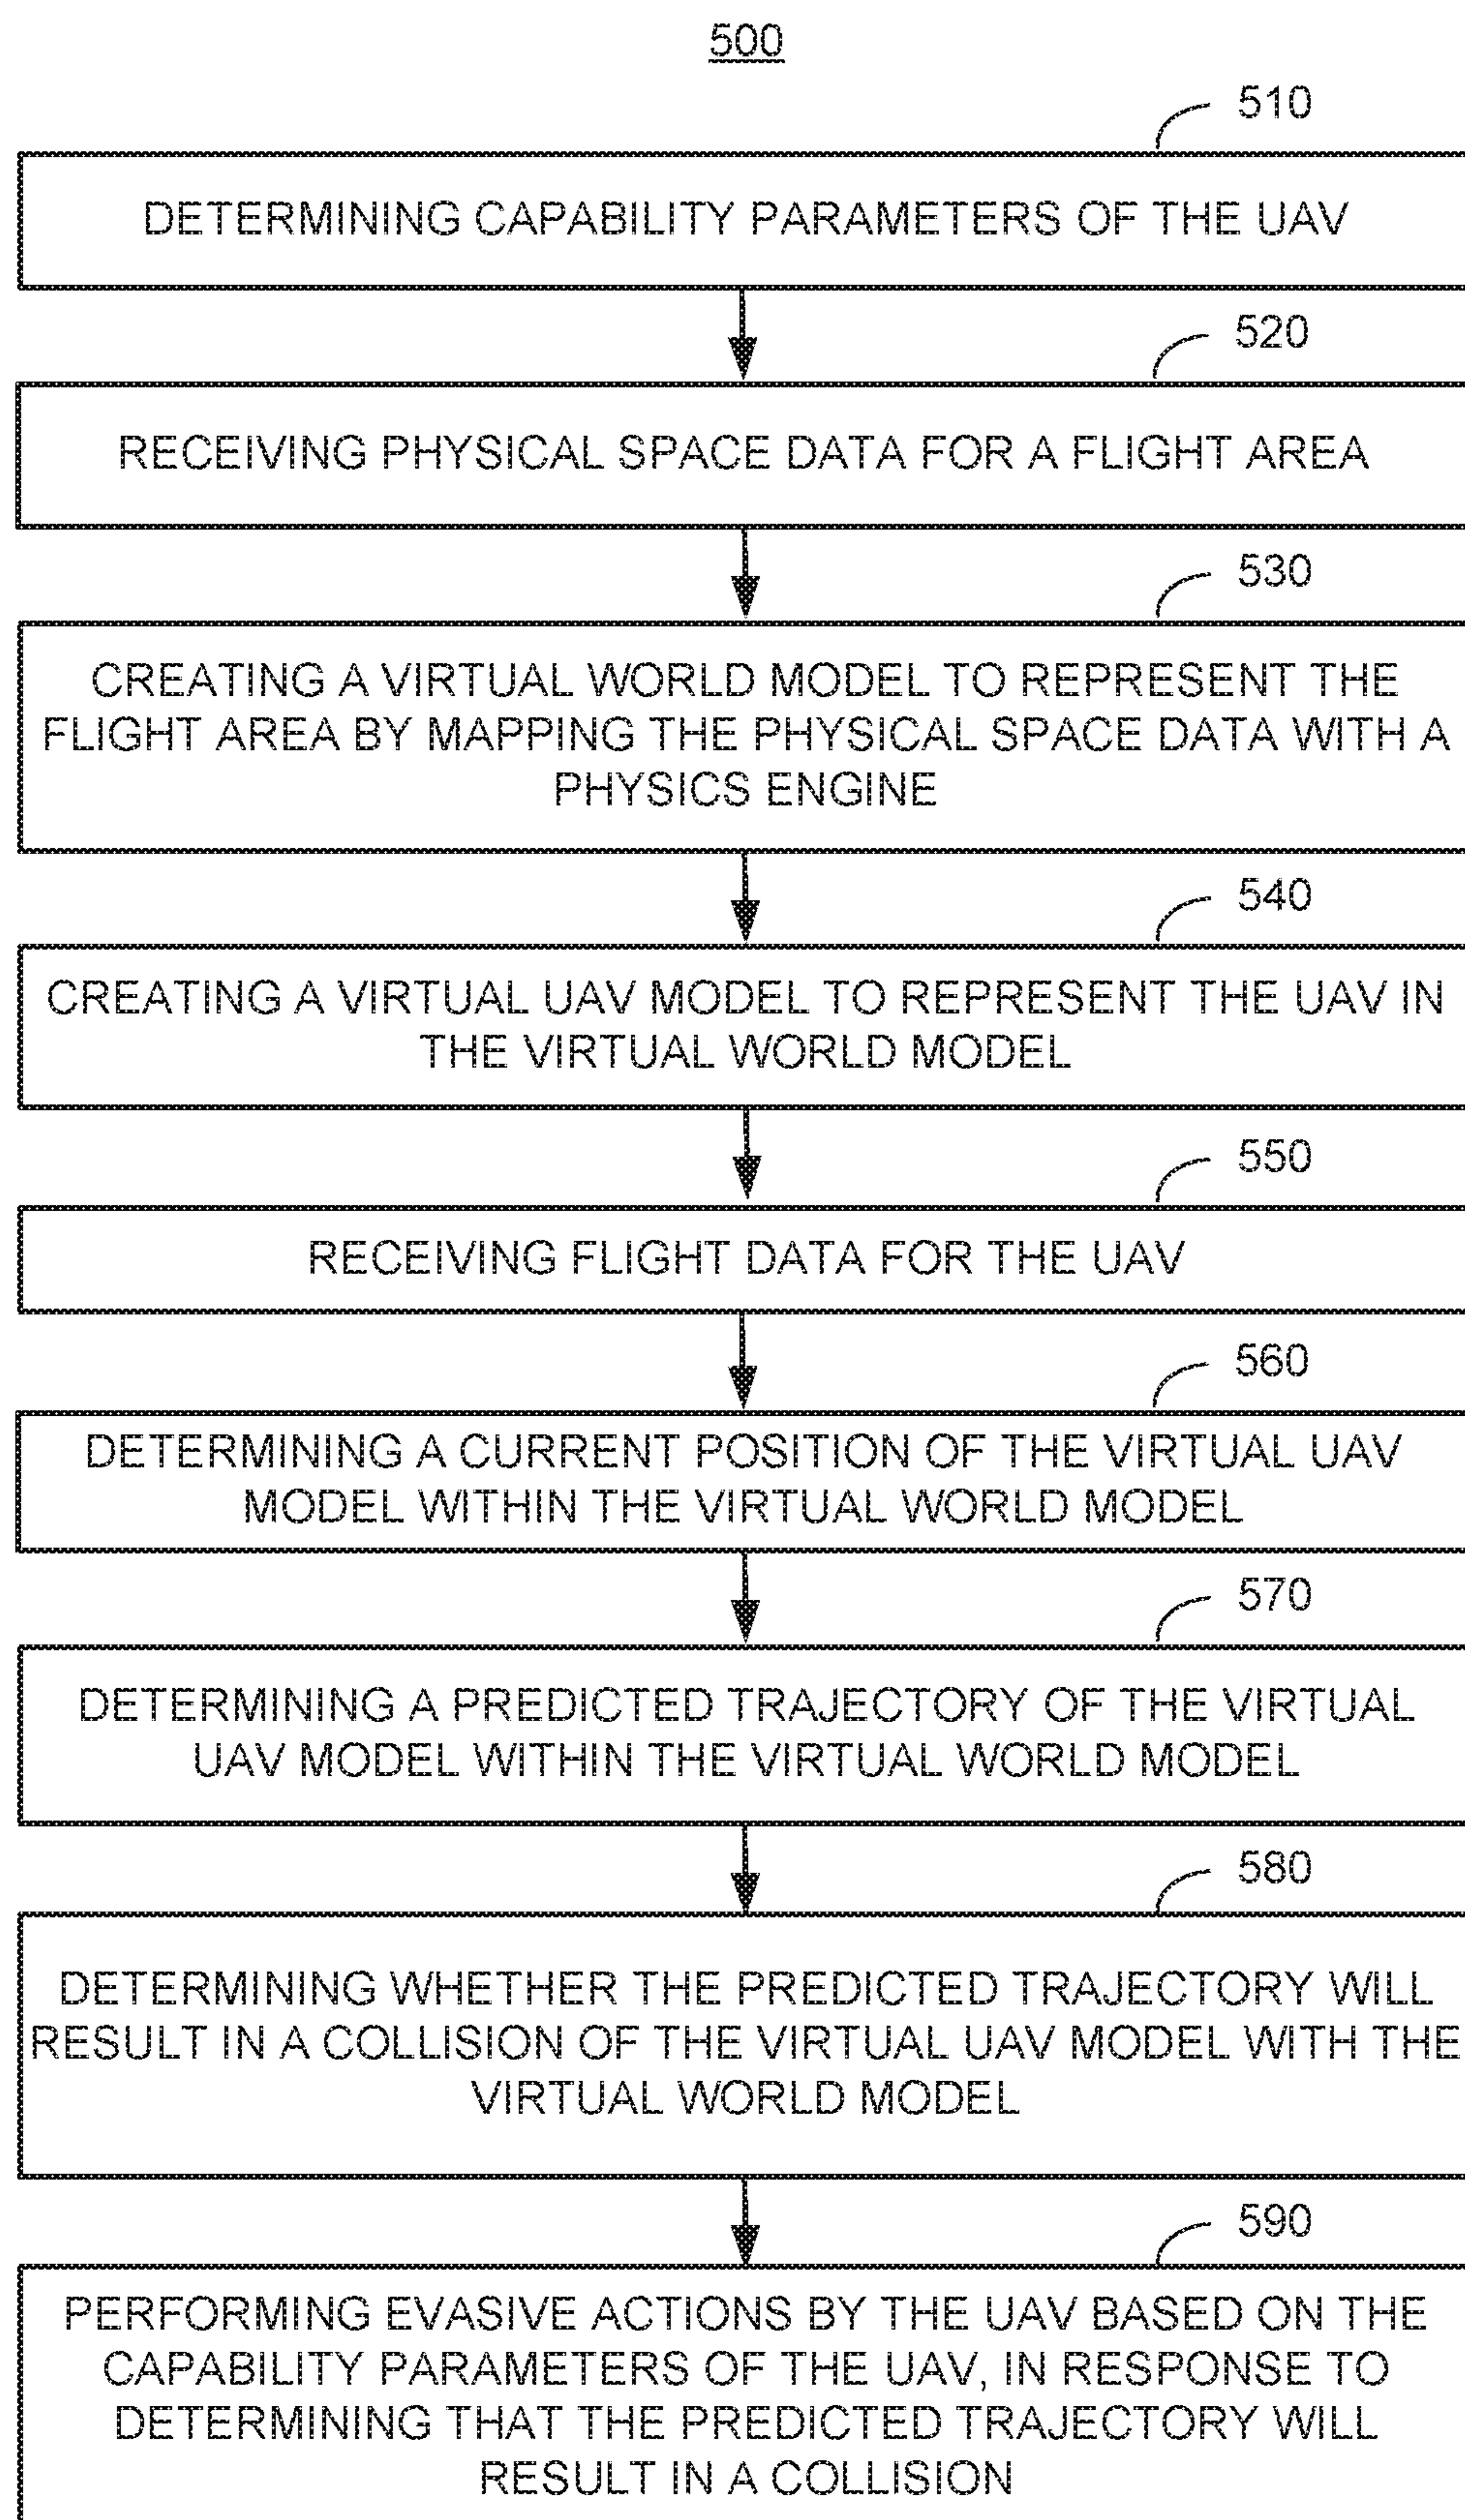 500
510
DETERMINING CAPABILITY PARAMETERS OF THE UAV
520
RECEIVING PHYSICAL SPACE DATA FOR A FLIGHT AREA
530
CREATING A VIRTUAL WORLD MODEL TO REPRESENT THE
FLIGHT AREA BY MAPPING THE PHYSICAL SPACE DATA WITH A
PHYSICS ENGINE
540
CREATING A VIRTUAL UAV MODEL TO REPRESENT THE UAV IN
THE VIRTUAL WORLD MODEL
550
RECEIVING FLIGHT DATA FOR THE UAV
560
DETERMINING A CURRENT POSITION OF THE VIRTUAL UAV
MODEL WITHIN THE VIRTUAL WORLD MODEL
570
DETERMINING A PREDICTED TRAJECTORY OF THE VIRTUAL
UAV MODEL WITHIN THE VIRTUAL WORLD MODEL
580
DETERMINING WHETHER THE PREDICTED TRAJECTORY WILL
RESULT IN A COLLISION OF THE VIRTUAL UAV MODEL WITH THE
VIRTUAL WORLD MODEL
590
PERFORMING EVASIVE ACTIONS BY THE UAV BASED ON THE
CAPABILITY PARAMETERS OF THE UAV, IN RESPONSE TO
DETERMINING THAT THE PREDICTED TRAJECTORY WILL
RESULT IN A COLLISION